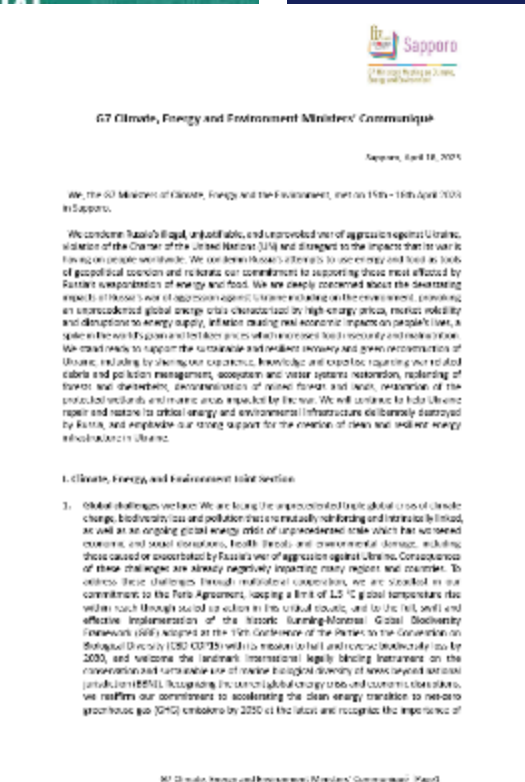 Sapporo
G7 Climate, Energy and Environment Ministers' Communiqué
Sapporo, April 16, 2023
We, the G7 Ministers of Climate, Energy and the Environment, met on 15th - 16th April 2023
in Sapporo.
We condemn Russia's illegal, unjustifiable, and unprovoked war of aggression against Ukraine,
violation of the Charter of the United Nations (UN) and disregard to the impacts that its war is
having on people worldwide. We condemn Russia's attempts to use energy and food as tools
of geopolitical coercion and reiterate our commitment to supporting those most affected by
Russia's weaponization of energy and food. We are deeply concerned about the devastating
impacts of Russia's war of aggression against Ukraine including on the environment, provoking
an unprecedented global energy crisis characterized by high-energy prices, market volatility
and disruptions to energy supply, inflation causing real economic impacts on people's lives, a
spike in the world's grain and fertilizer prices which increased food insecurity and malnutrition.
We stand ready to support the sustainable and resilient recovery and green reconstruction of
Ukraine, including by sharing our experience, knowledge and expertise regarding war-related
debris and pollution management, ecosystem and water systems restoration, replanting of
forests and shelterbelts, decontamination of mined forests and lands, restoration of the
protected wetlands and marine areas impacted by the war. We will continue to help Ukraine
repair and restore its critical energy and environmental infrastructure deliberately destroyed
by Russia, and emphasize our strong support for the creation of clean and resilient energy
infrastructure in Ukraine.
I. Climate, Energy, and Environment Joint Section
1. Global challenges we face: We are facing the unprecedented triple global crisis of climate
change, biodiversity loss and pollution that are mutually reinforcing and intrinsically linked,
as well as an ongoing global energy crisis of unprecedented scale which has worsened
economic and social disruptions, health threats and environmental damage, including
those caused or exacerbated by Russia's war of aggression against Ukraine. Consequences
of these challenges are already negatively impacting many regions and countries. To
address these challenges through multilateral cooperation, we are steadfast in our
commitment to the Paris Agreement, keeping a limit of 1.5 °C global temperature rise
within reach through scaled up action in this critical decade, and to the full, swift and
effective implementation of the historic Kunming-Montreal Global Biodiversity
Framework (GBF) adopted at the 15th Conference of the Parties to the Convention on
Biological Diversity (CBD-COP15) with its mission to halt and reverse biodiversity loss by
2030, and welcome the landmark international legally binding instrument on the
conservation and sustainable use of marine biological diversity of areas beyond national
jurisdiction (BBNJ). Recognizing the current global energy crisis and economic disruptions,
we reaffirm our commitment to accelerating the clean energy transition to net-zero
greenhouse gas (GHG) emissions by 2050 at the latest and recognize the importance of
G7 Climate, Energy and Environment Ministers' Communiqué Page1